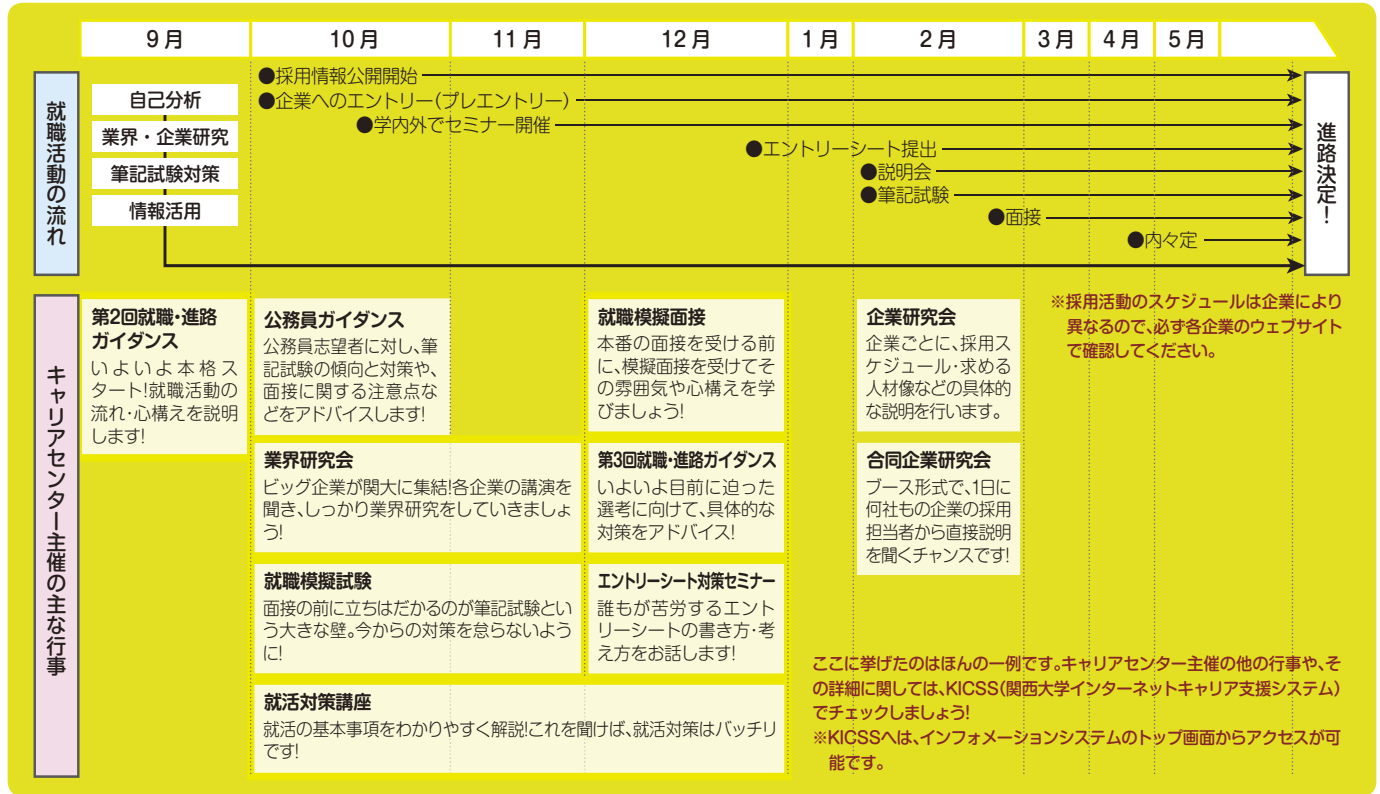 9月
10月
11月
12月
1月
2月
3月
4月
5月
就職活動の流れ
自己分析
業界・企業研究
筆記試験対策
情報活用
●採用情報公開開始
●企業へのエントリー(プレエントリー)
●学内外でセミナー開催
●エントリーシート提出
●説明会
●筆記試験
●面接
●内々定
進路決定!
キャリアセンター主催の主な行事
第2回就職・進路
ガイダンス
いよいよ本格ス
タート!就職活動の
流れ・心構えを説明
します!
公務員ガイダンス
公務員志望者に対し、筆
記試験の傾向と対策や、
面接に関する注意点な
どをアドバイスします!
業界研究会
ビッグ企業が関大に集結!各企業の講演を
聞き、しっかり業界研究をしていきましょ
う!
就職模擬試験
面接の前に立ちはだかるのが筆記試験とい
う大きな壁。今からの対策を怠らないよう
に!
就活対策講座
就活の基本事項をわかりやすく解説!これを聞けば、就活対策はバッチリ
です!
就職模擬面接
本番の面接を受ける前
に、模擬面接を受けてそ
の雰囲気や心構えを学
びましょう!
第3回就職・進路ガイダンス
いよいよ目前に迫った
選考に向けて、具体的な
対策をアドバイス!
エントリーシート対策セミナー
誰もが苦労するエント
リーシートの書き方・考
え方をお話します!
企業研究会
企業ごとに、採用ス
ケジュール・求める
人材像などの具体的
な説明を行います。
合同企業研究会
ブース形式で、1日に
何社もの企業の採用
担当者から直接説明
を聞くチャンスです!
※採用活動のスケジュールは企業により
異なるので、必ず各企業のウェブサイト
で確認してください。
ここに挙げたのはほんの一例です。キャリアセンター主催の他の行事や、そ
の詳細に関しては、KICSS(関西大学インターネットキャリア支援システム)
でチェックしましょう!
※KICSSへは、インフォメーションシステムのトップ画面からアクセスが可
能です。